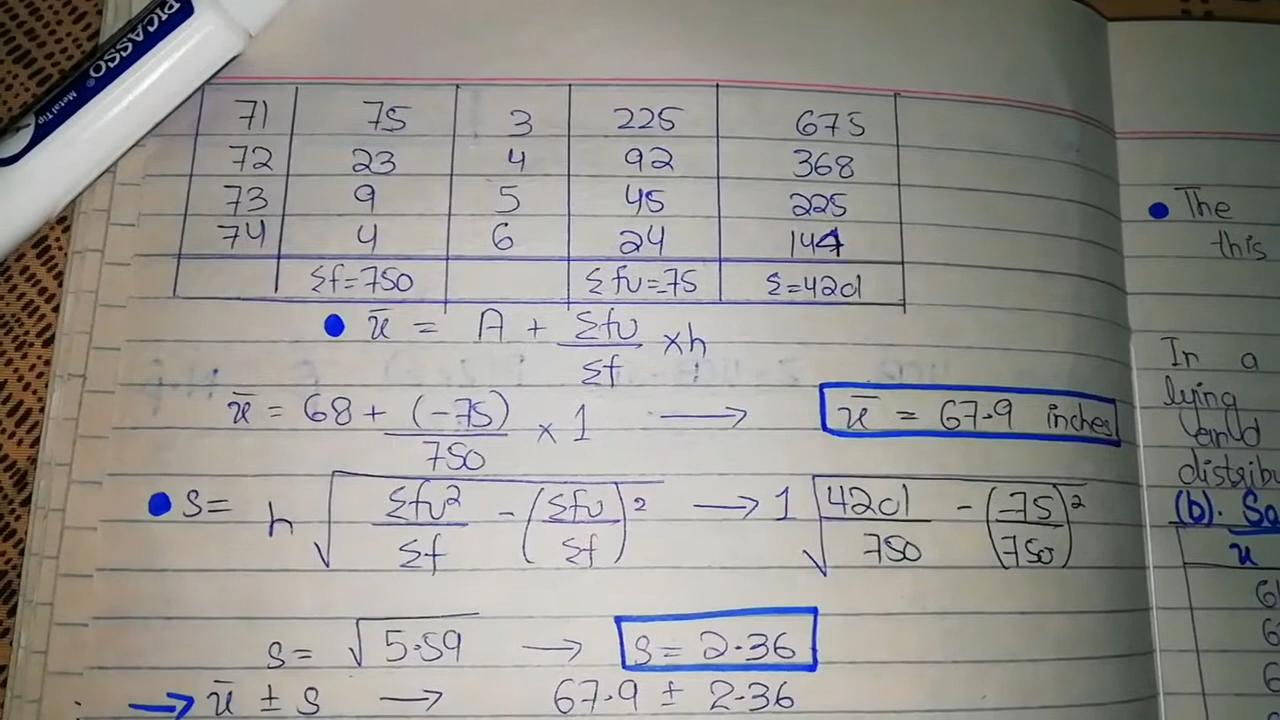 PICASSO
MetalTip
71 75 3 225 675
72 23 4 92 368
73 9 5 45 225
74 4 6 24 144
Σf=750 Σfu=-75 Σ=4201
x̄ = A + Σfu/Σf ×h
x̄ = 68 + (-75)/750 × 1 → x̄ = 67.9 inches
S= h √(Σfu²/Σf - (Σfu/Σf)²) → 1 √(4201/750 - (-75/750)²)
S= √5.59 → S= 2.36
→ x̄ ± S → 67.9 ± 2.36
The
this
In a
lying
and
(b).
x